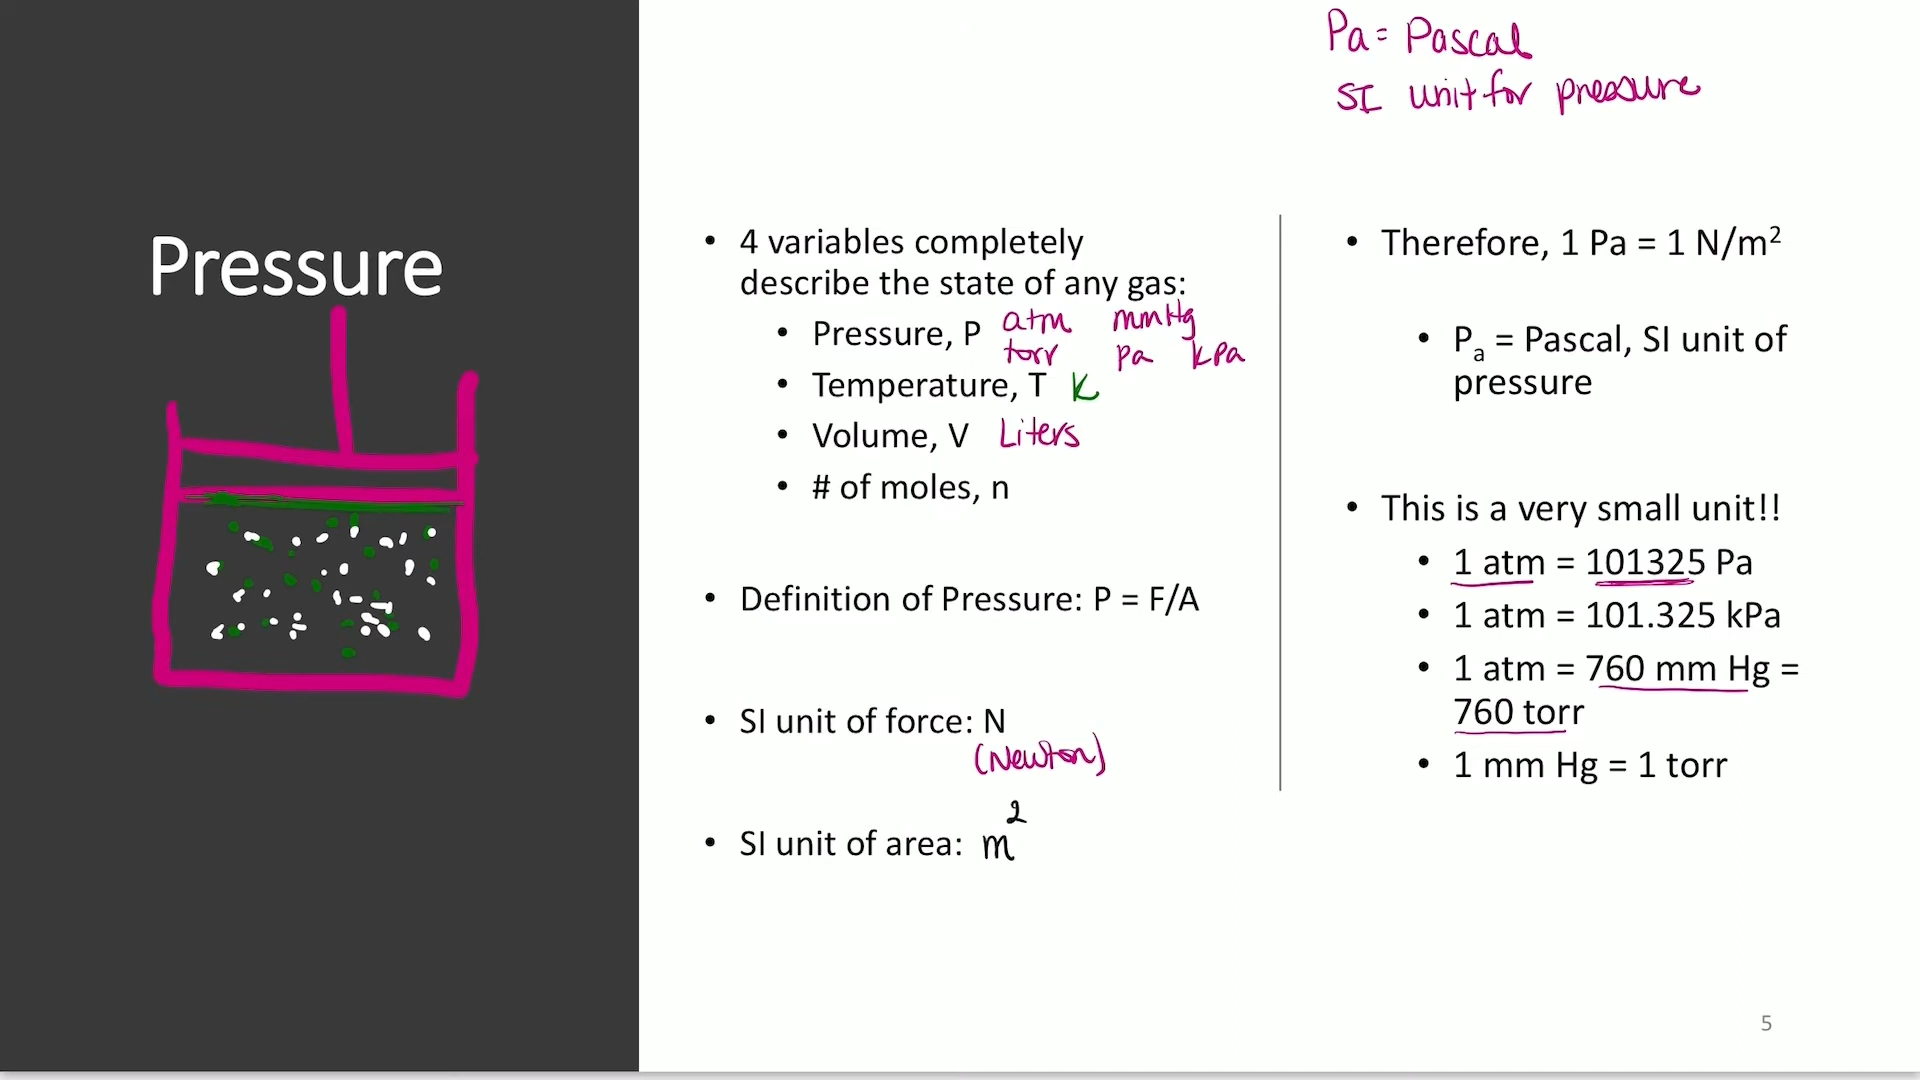 Pa = Pascal
SI unit for pressure
Pressure
• 4 variables completely
describe the state of any gas:
• Pressure, P atm mmHg
torr pa kPa
• Temperature, T K
• Volume, V Liters
• # of moles, n
• Definition of Pressure: P = F/A
• SI unit of force: N
(Newton)
• SI unit of area: m²
• Therefore, 1 Pa = 1 N/m²
• Pₐ = Pascal, SI unit of
pressure
• This is a very small unit!!
• 1 atm = 101325 Pa
• 1 atm = 101.325 kPa
• 1 atm = 760 mm Hg =
760 torr
• 1 mm Hg = 1 torr
5